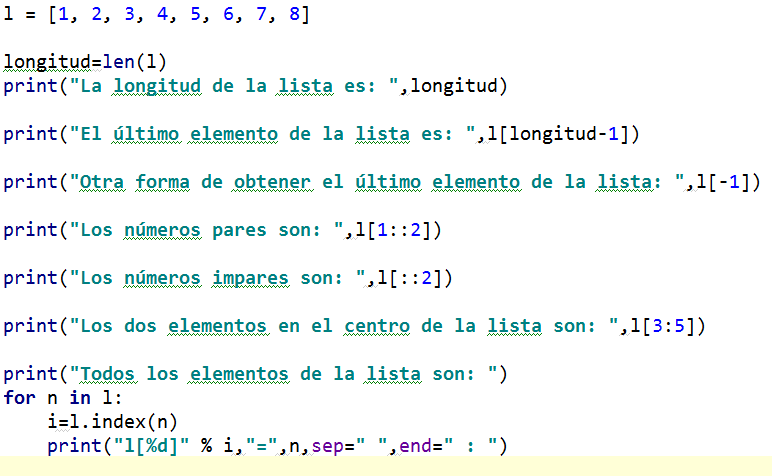 l = [1, 2, 3, 4, 5, 6, 7, 8]
longitud=len(l)
print("La longitud de la lista es: ",longitud)
print("El último elemento de la lista es: ",l[longitud-1])
print("Otra forma de obtener el último elemento de la lista: ",l[-1])
print("Los números pares son: ",l[1::2])
print("Los números impares son: ",l[::2])
print("Los dos elementos en el centro de la lista son: ",l[3:5])
print("Todos los elementos de la lista son: ")
for n in l:
    i=l.index(n)
    print("l[%d]" % i,"=",n,sep=" ",end=" : ")